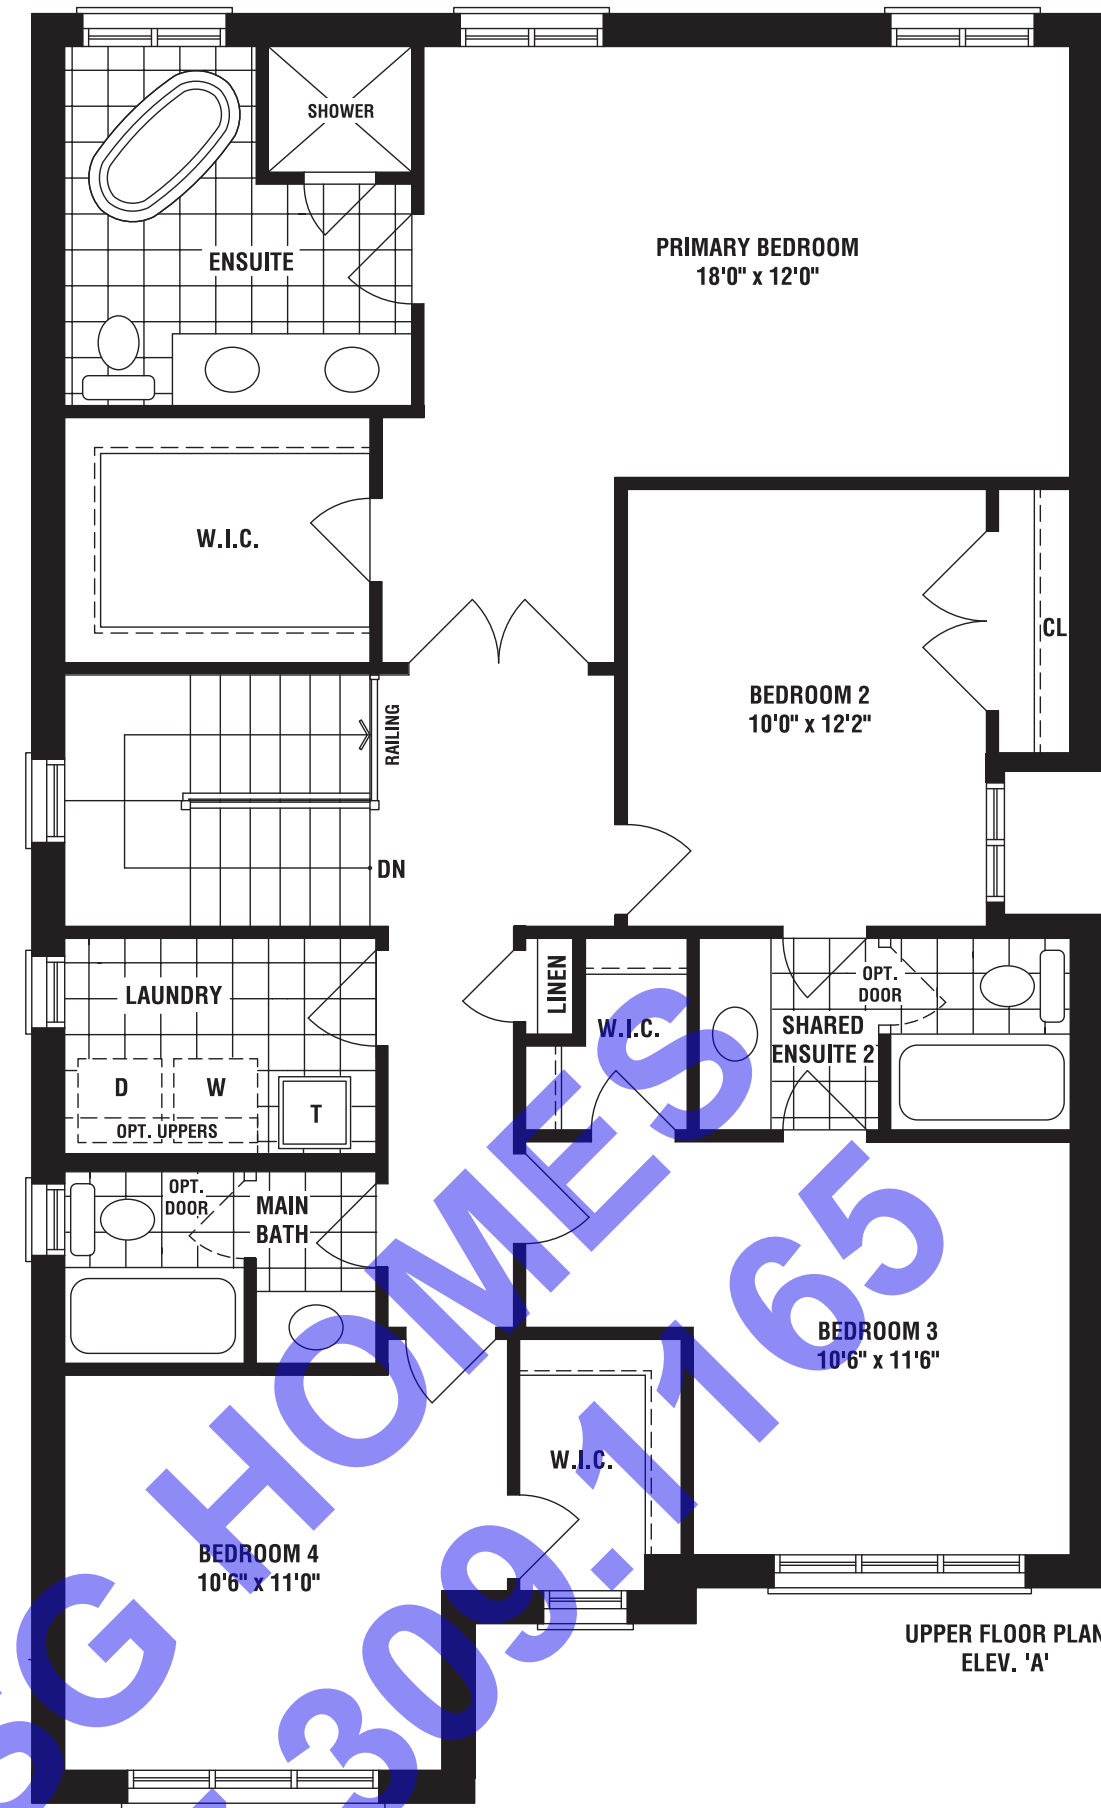 SHOWER
ENSUITE
PRIMARY BEDROOM
18'0" x 12'0"
W.I.C.
BEDROOM 2
10'0" x 12'2"
CL
RAILING
DN
LAUNDRY
D
W
T
OPT. UPPERS
LINEN
W.I.C.
OPT.
DOOR
SHARED
ENSUITE 2
OPT.
DOOR
MAIN
BATH
BEDROOM 3
10'6" x 11'6"
W.I.C.
BEDROOM 4
10'6" x 11'0"
UPPER FLOOR PLAN
ELEV. 'A'
G HOMES
309.1165